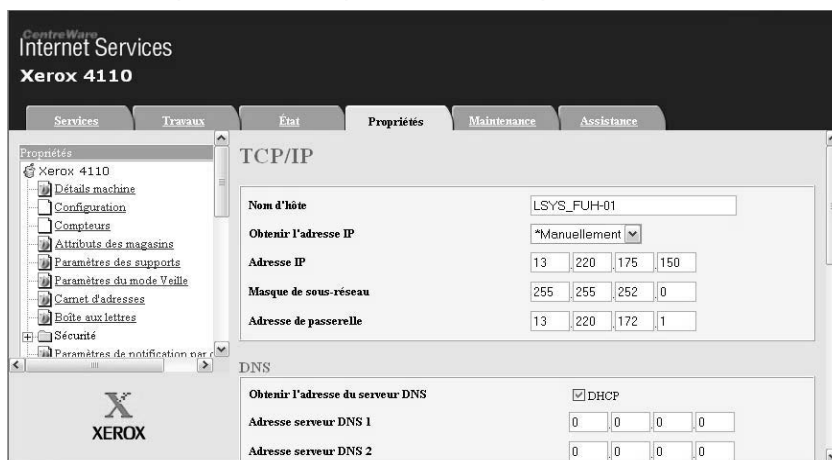 CentreWare
Internet Services
Xerox 4110
Services Travaux État Propriétés Maintenance Assistance
Propriétés
Xerox 4110
Détails machine
Configuration
Compteurs
Attributs des magasins
Paramètres des supports
Paramètres du mode Veille
Carnet d'adresses
Boîte aux lettres
Sécurité
Paramètres de notification par
X
XEROX
TCP/IP
Nom d'hôte LSYS_FUH-01
Obtenir l'adresse IP *Manuellement
Adresse IP 13 .220 .175 .150
Masque de sous-réseau 255 .255 .252 .0
Adresse de passerelle 13 .220 .172 .1
DNS
Obtenir l'adresse du serveur DNS DHCP
Adresse serveur DNS 1 0 .0 .0 .0
Adresse serveur DNS 2 0 .0 .0 .0